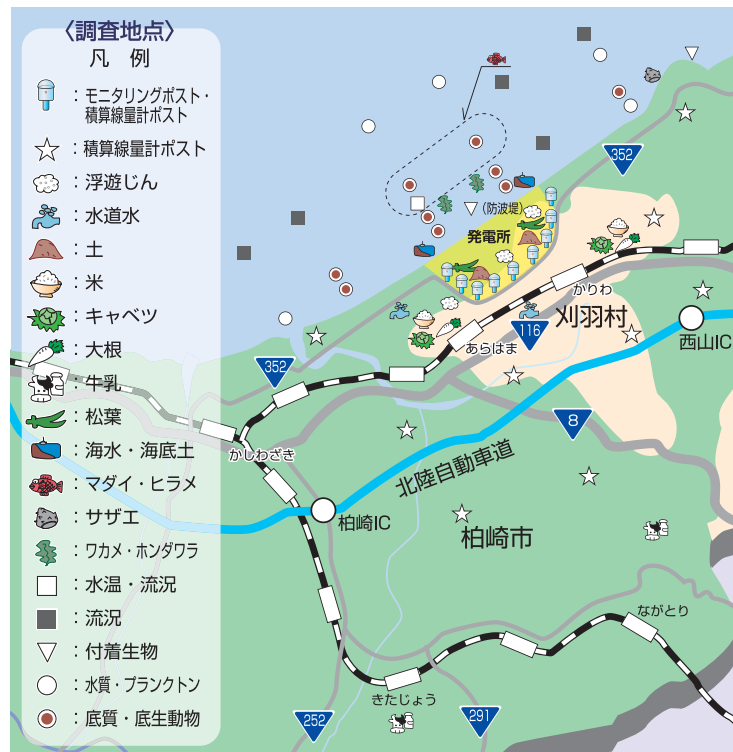 〈調査地点〉
凡 例
：モニタリングポスト・
積算線量計ポスト
：積算線量計ポスト
：浮遊じん
：水道水
：土
：米
：キャベツ
：大根
：牛乳
：松葉
：海水・海底土
：マダイ・ヒラメ
：サザエ
：ワカメ・ホンダワラ
：水温・流況
：流況
：付着生物
：水質・プランクトン
：底質・底生動物
352
(防波堤)
発電所
かりわ
刈羽村
116
西山IC
あらはま
352
8
かしわざき
北陸自動車道
柏崎IC
柏崎市
ながとり
きたじょう
252
291